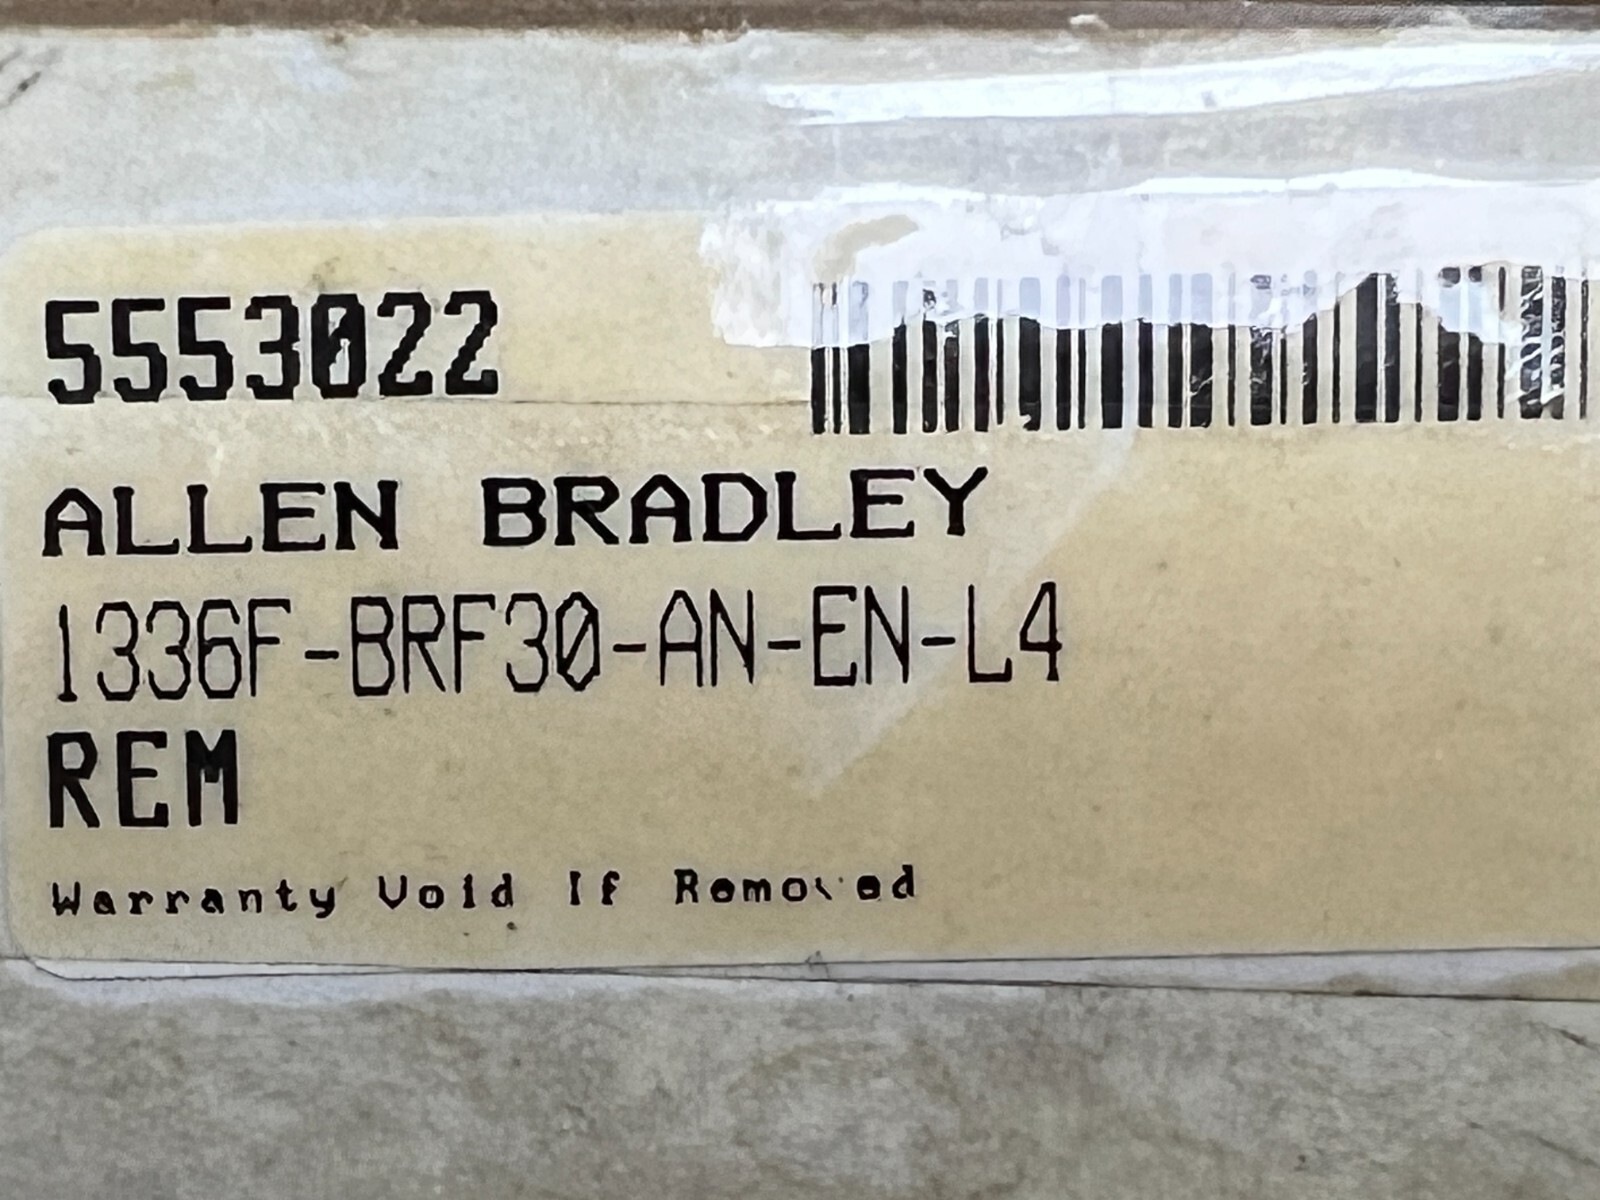 5553022
ALLEN BRADLEY
1336F-BRF30-AN-EN-L4
REM
Warranty Void If Removed